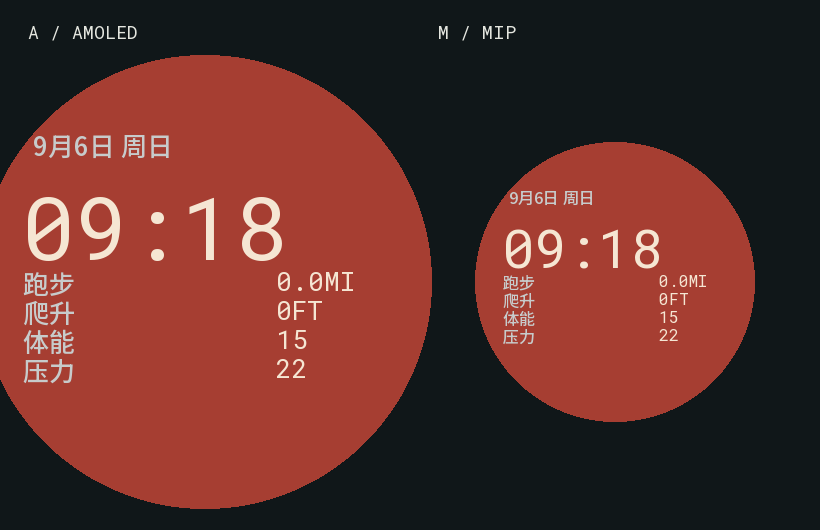 A / AMOLED
9月6日 周日
09:18
跑步 0.0MI
爬升 0FT
体能 15
压力 22
M / MIP
9月6日 周日
09:18
跑步 0.0MI
爬升 0FT
体能 15
压力 22